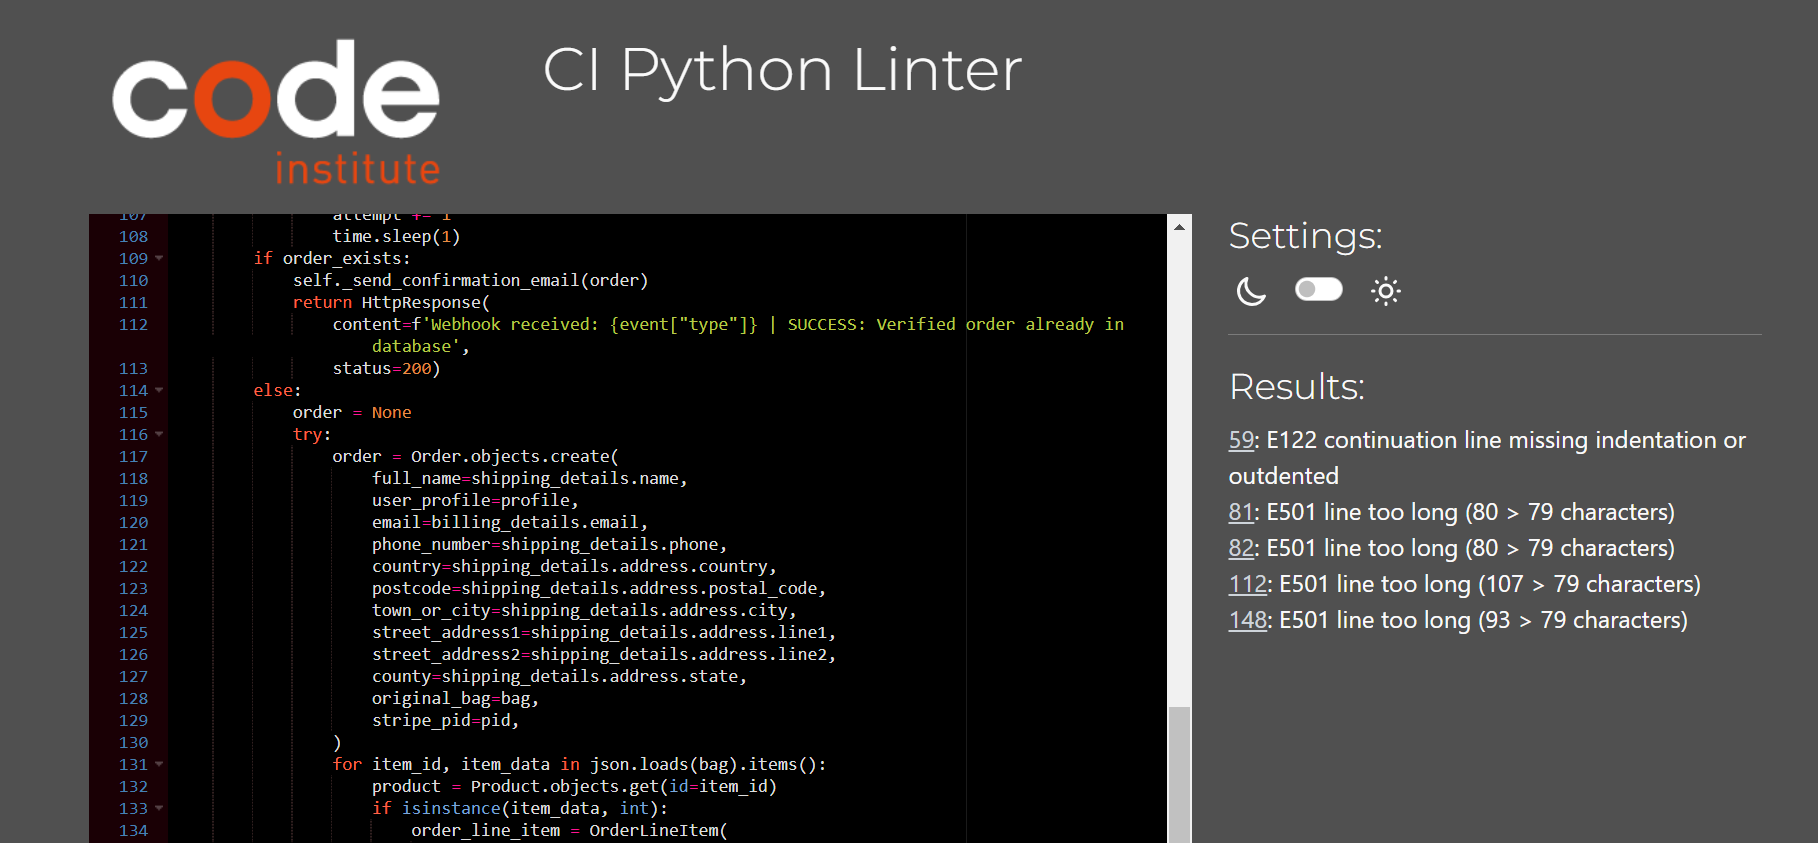 code
institute
CI Python Linter
107 attempt += 1
108 time.sleep(1)
109 if order_exists:
110 self._send_confirmation_email(order)
111 return HttpResponse(
112 content=f'Webhook received: {event["type"]} | SUCCESS: Verified order already in
database',
113 status=200)
114 else:
115 order = None
116 try:
117 order = Order.objects.create(
118 full_name=shipping_details.name,
119 user_profile=profile,
120 email=billing_details.email,
121 phone_number=shipping_details.phone,
122 country=shipping_details.address.country,
123 postcode=shipping_details.address.postal_code,
124 town_or_city=shipping_details.address.city,
125 street_address1=shipping_details.address.line1,
126 street_address2=shipping_details.address.line2,
127 county=shipping_details.address.state,
128 original_bag=bag,
129 stripe_pid=pid,
130 )
131 for item_id, item_data in json.loads(bag).items():
132 product = Product.objects.get(id=item_id)
133 if isinstance(item_data, int):
134 order_line_item = OrderLineItem(
Settings:
Results:
59: E122 continuation line missing indentation or
outdented
81: E501 line too long (80 > 79 characters)
82: E501 line too long (80 > 79 characters)
112: E501 line too long (107 > 79 characters)
148: E501 line too long (93 > 79 characters)